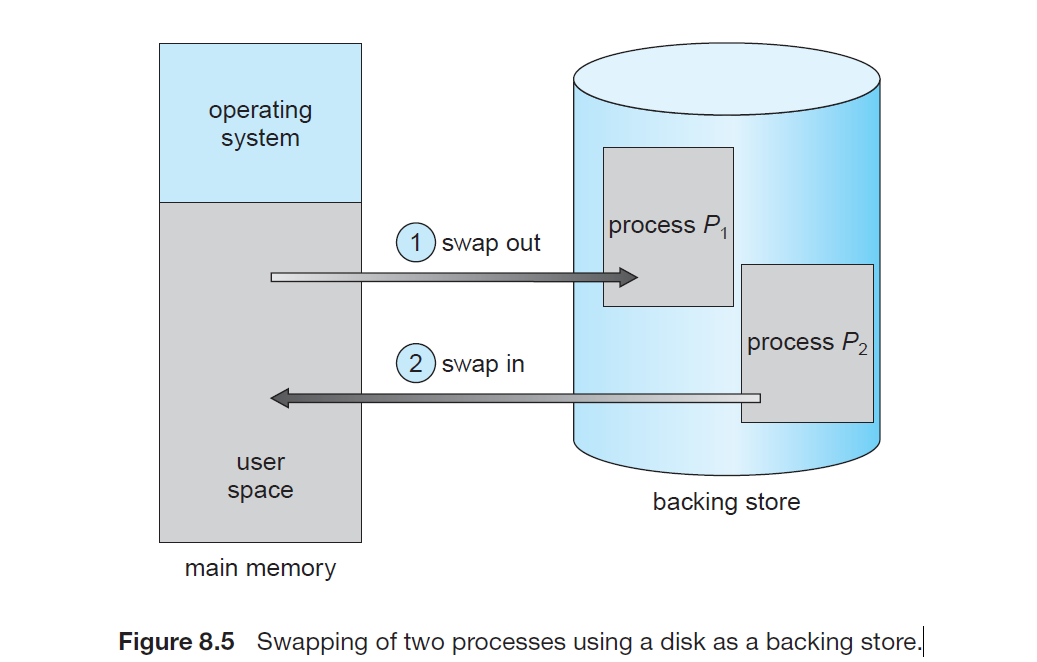 operating
system
1 swap out
process P1
process P2
2 swap in
user
space
backing store
main memory
Figure 8.5 Swapping of two processes using a disk as a backing store.